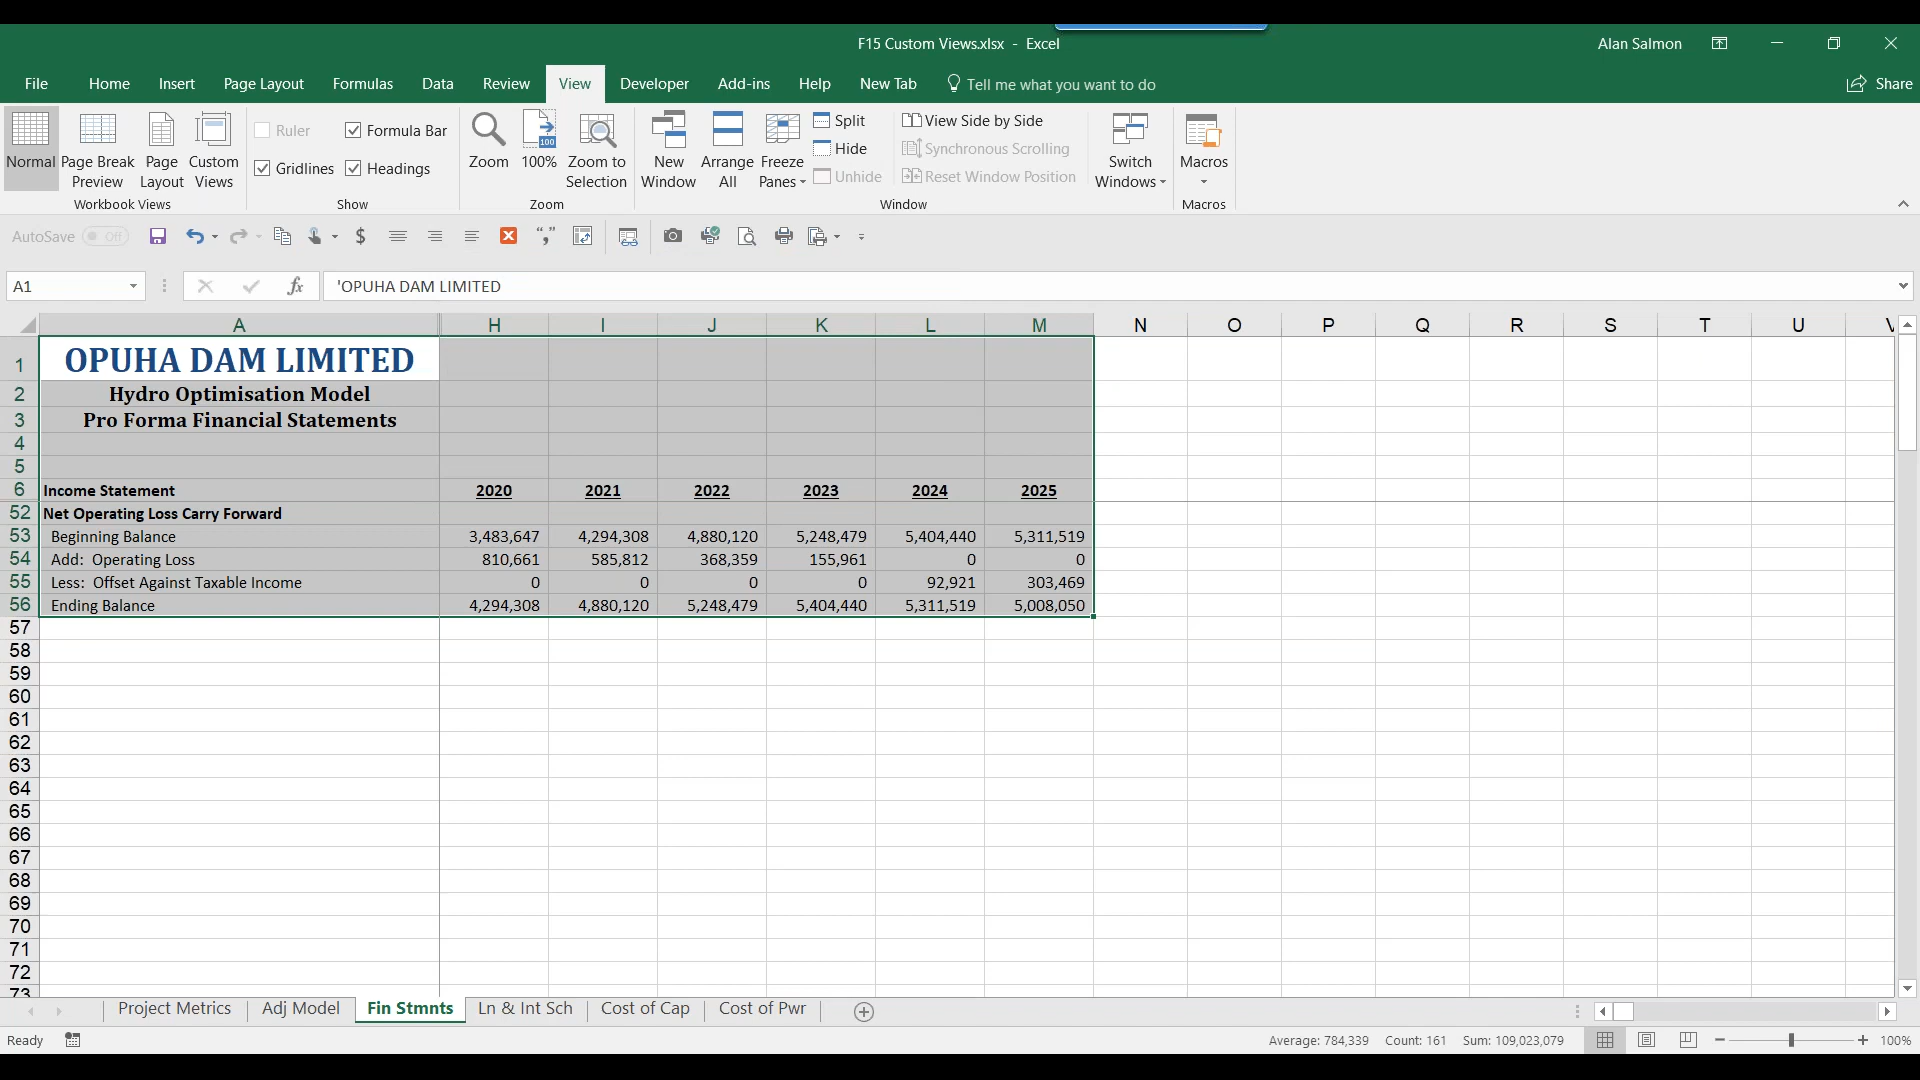 F15 Custom Views.xlsx - Excel
Alan Salmon
File Home Insert Page Layout Formulas Data Review View Developer Add-ins Help New Tab Tell me what you want to do Share
Normal
Page Break Preview
Page Layout
Custom Views
Workbook Views
Ruler
Formula Bar
Gridlines
Headings
Show
Zoom
100
100%
Zoom to Selection
Zoom
New Window
Arrange All
Freeze Panes
Split
Hide
Unhide
View Side by Side
Synchronous Scrolling
Reset Window Position
Switch Windows
Window
Macros
Macros
AutoSave Off
$
A1
fx
'OPUHA DAM LIMITED
A H I J K L M N O P Q R S T U V
1 OPUHA DAM LIMITED
2 Hydro Optimisation Model
3 Pro Forma Financial Statements
4
5
6 Income Statement 2020 2021 2022 2023 2024 2025
52 Net Operating Loss Carry Forward
53 Beginning Balance 3,483,647 4,294,308 4,880,120 5,248,479 5,404,440 5,311,519
54 Add: Operating Loss 810,661 585,812 368,359 155,961 0 0
55 Less: Offset Against Taxable Income 0 0 0 0 92,921 303,469
56 Ending Balance 4,294,308 4,880,120 5,248,479 5,404,440 5,311,519 5,008,050
57
58
59
60
61
62
63
64
65
66
67
68
69
70
71
72
73
Project Metrics Adj Model Fin Stmnts Ln & Int Sch Cost of Cap Cost of Pwr
Ready
Average: 784,339 Count: 161 Sum: 109,023,079
100%